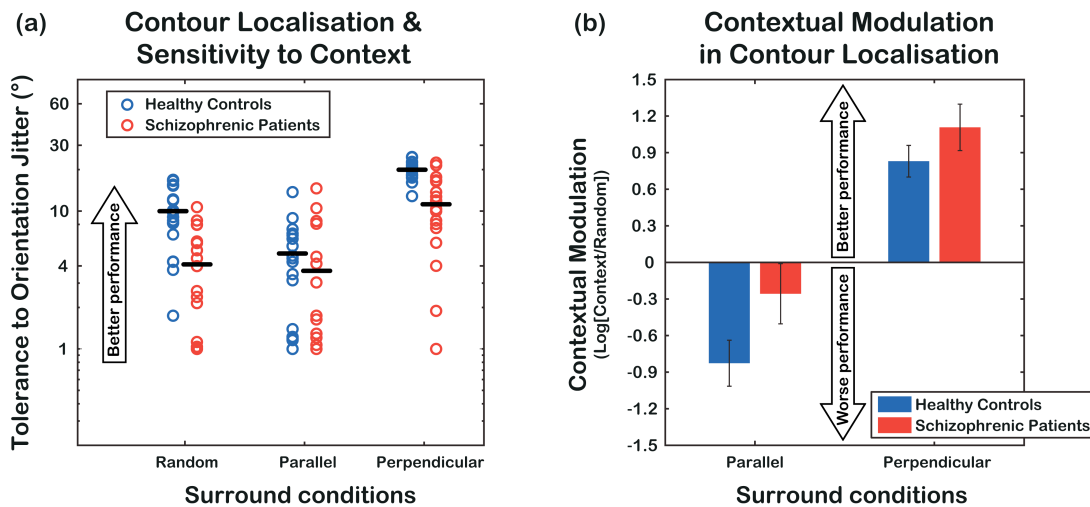 (a)
Contour Localisation &
Sensitivity to Context
Tolerance to Orientation Jitter (°)
60
30
10
4
1
Healthy Controls
Schizophrenic Patients
Better performance
Random
Parallel
Perpendicular
Surround conditions
(b)
Contextual Modulation
in Contour Localisation
Contextual Modulation
(Log[Context/Random])
1.5
1.2
0.9
0.6
0.3
0
-0.3
-0.6
-0.9
-1.2
-1.5
Better performance
Worse performance
Healthy Controls
Schizophrenic Patients
Parallel
Perpendicular
Surround conditions